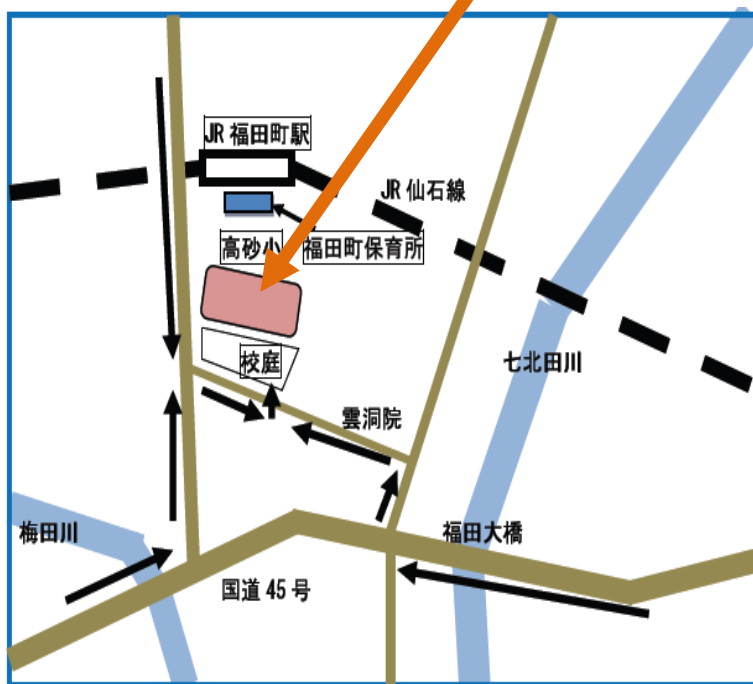 JR 福田町駅
JR 仙石線
高砂小
福田町保育所
校庭
七北田川
雲洞院
梅田川
福田大橋
国道 45 号